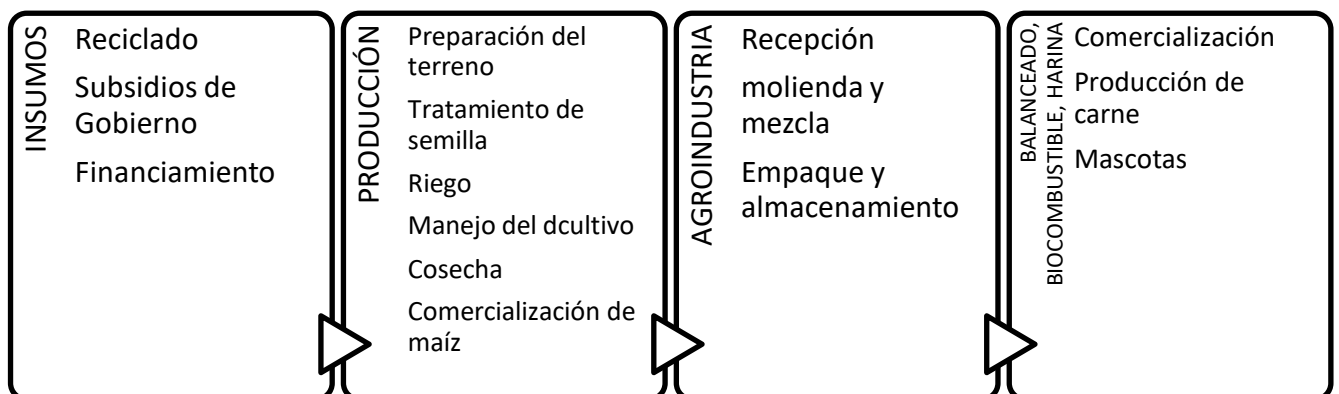 INSUMOS
Reciclado
Subsidios de
Gobierno
Financiamiento
PRODUCCIÓN
Preparación del
terreno
Tratamiento de
semilla
Riego
Manejo del dcultivo
Cosecha
Comercialización de
maíz
AGROINDUSTRIA
Recepción
molienda y
mezcla
Empaque y
almacenamiento
BALANCEADO,
BIOCOMBUSTIBLE, HARINA
Comercialización
Producción de
carne
Mascotas